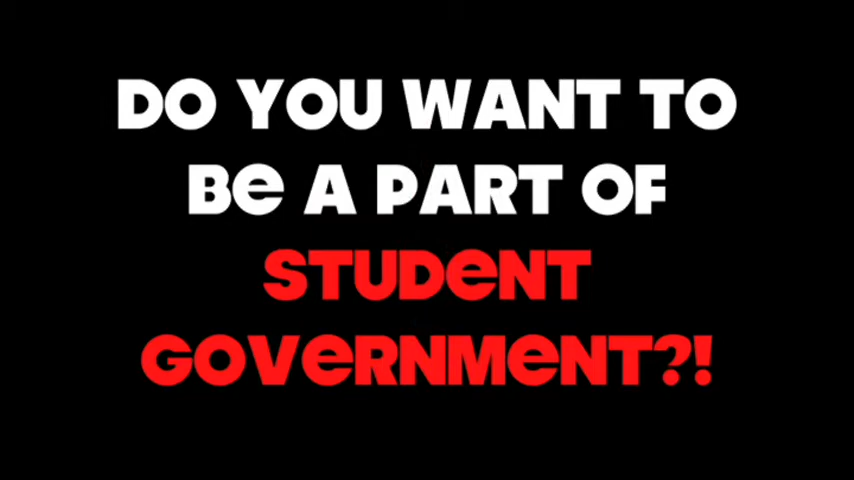 DO YOU WANT TO
Be A PART OF
STUDeNT
GOVeRNMeNT?!